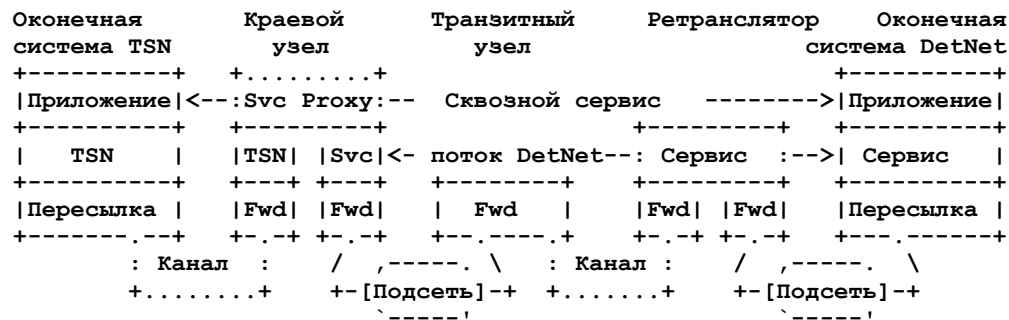 Оконечная Краевой Транзитный Ретранслятор Оконечная
система TSN узел узел система DetNet
+----------+ +.........+ +----------+
|Приложение|<--:Svc Proxy:-- Сквозной сервис -------->|Приложение|
+----------+ +---------+ +---------+ +----------+
| TSN | |TSN| |Svc|<- поток DetNet--: Сервис :-->| Сервис |
+----------+ +---+ +---+ +--------+ +---------+ +----------+
|Пересылка | |Fwd| |Fwd| | Fwd | |Fwd| |Fwd| |Пересылка |
+-------.--+ +-.-+ +-.-+ +--.----.+ +-.-+ +-.-+ +---.------+
: Канал : / ,-----. \ : Канал : / ,-----. \
+........+ +-[Подсеть]-+ +.......+ +-[Подсеть]-+
`-----' `-----'